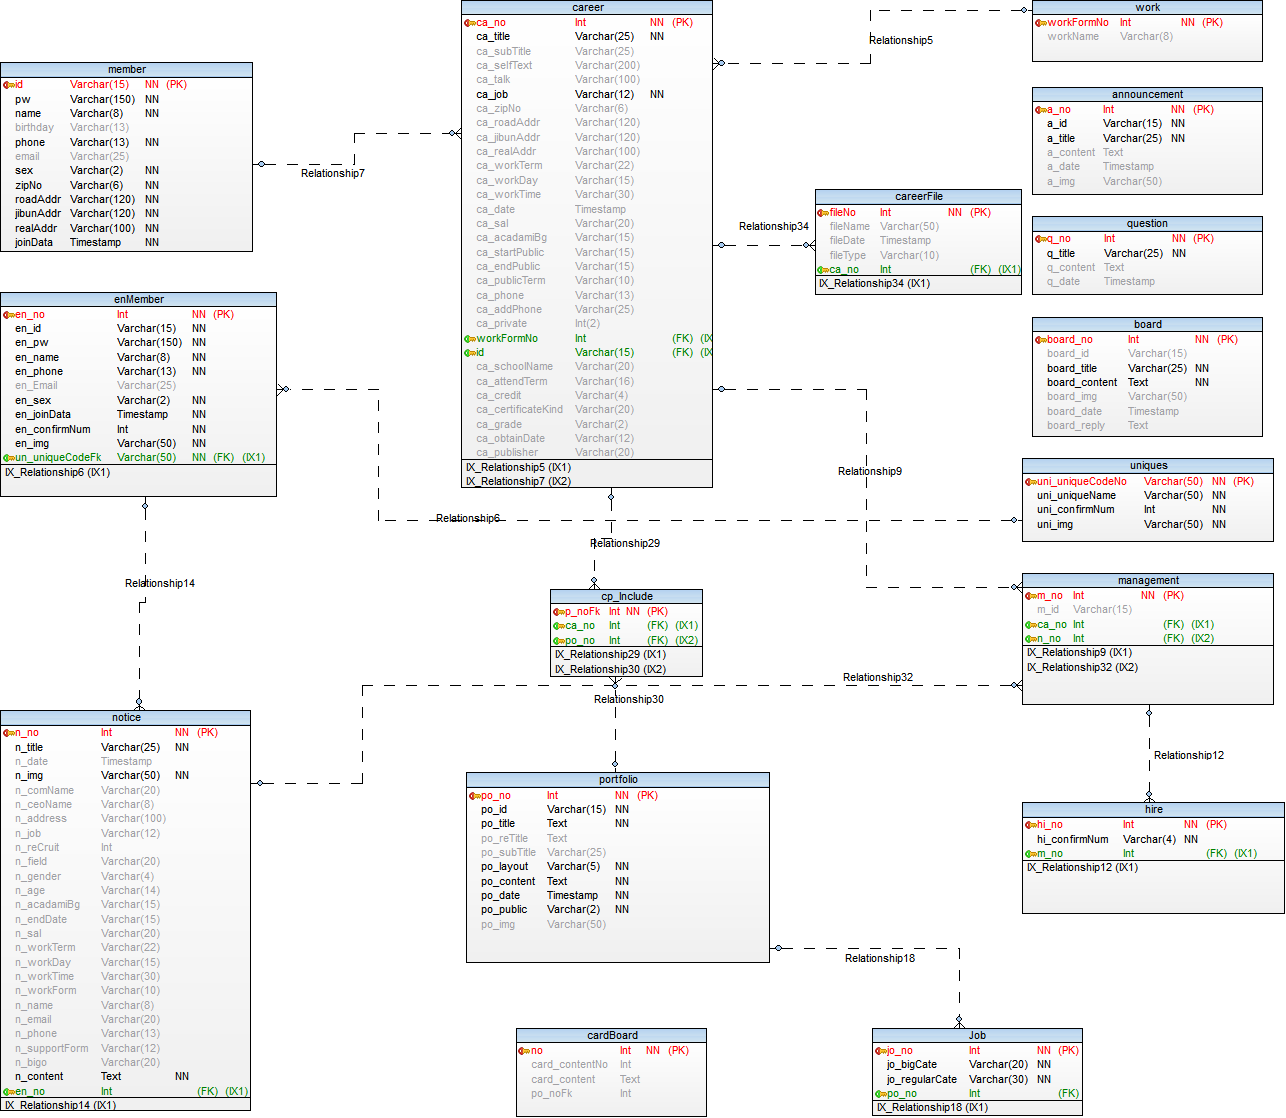 member
id Varchar(15) NN (PK)
pw Varchar(150) NN
name Varchar(8) NN
birthday Varchar(13)
phone Varchar(13) NN
email Varchar(25)
sex Varchar(2) NN
zipNo Varchar(6) NN
roadAddr Varchar(120) NN
jibunAddr Varchar(120) NN
realAddr Varchar(100) NN
joinData Timestamp NN
Relationship7
career
ca_no Int NN (PK)
ca_title Varchar(25) NN
ca_subTitle Varchar(25)
ca_selfText Varchar(200)
ca_talk Varchar(100)
ca_job Varchar(12) NN
ca_zipNo Varchar(6)
ca_roadAddr Varchar(120)
ca_jibunAddr Varchar(120)
ca_realAddr Varchar(100)
ca_workTerm Varchar(22)
ca_workDay Varchar(15)
ca_workTime Varchar(30)
ca_date Timestamp
ca_sal Varchar(20)
ca_acadamiBg Varchar(15)
ca_startPublic Varchar(15)
ca_endPublic Varchar(15)
ca_publicTerm Varchar(10)
ca_phone Varchar(13)
ca_addPhone Varchar(25)
ca_private Int(2)
workFormNo Int (FK) (IX
id Varchar(15) (FK) (IX
ca_schoolName Varchar(20)
ca_attendTerm Varchar(16)
ca_credit Varchar(4)
ca_certificateKind Varchar(20)
ca_grade Varchar(2)
ca_obtainDate Varchar(12)
ca_publisher Varchar(20)
IX_Relationship5 (IX1)
IX_Relationship7 (IX2)
Relationship5
work
workFormNo Int NN (PK)
workName Varchar(8)
announcement
a_no Int NN (PK)
a_id Varchar(15) NN
a_title Varchar(25) NN
a_content Text
a_date Timestamp
a_img Varchar(50)
Relationship34
careerFile
fileNo Int NN (PK)
fileName Varchar(50)
fileDate Timestamp
fileType Varchar(10)
ca_no Int (FK) (IX1)
IX_Relationship34 (IX1)
question
q_no Int NN (PK)
q_title Varchar(25) NN
q_content Text
q_date Timestamp
board
board_no Int NN (PK)
board_id Varchar(15)
board_title Varchar(25) NN
board_content Text NN
board_img Varchar(50)
board_date Timestamp
board_reply Text
enMember
en_no Int NN (PK)
en_id Varchar(15) NN
en_pw Varchar(150) NN
en_name Varchar(8) NN
en_phone Varchar(13) NN
en_Email Varchar(25)
en_sex Varchar(2) NN
en_joinData Timestamp NN
en_confirmNum Int NN
en_img Varchar(50) NN
un_uniqueCodeFk Varchar(50) NN (FK) (IX1)
IX_Relationship6 (IX1)
Relationship9
Relationship6
Relationship29
uniques
uni_uniqueCodeNo Varchar(50) NN (PK)
uni_uniqueName Varchar(50) NN
uni_confirmNum Int NN
uni_img Varchar(50) NN
Relationship14
cp_Include
p_noFk Int NN (PK)
ca_no Int (FK) (IX1)
po_no Int (FK) (IX2)
IX_Relationship29 (IX1)
IX_Relationship30 (IX2)
Relationship30
management
m_no Int NN (PK)
m_id Varchar(15)
ca_no Int (FK) (IX1)
n_no Int (FK) (IX2)
IX_Relationship9 (IX1)
IX_Relationship32 (IX2)
Relationship32
Relationship12
notice
n_no Int NN (PK)
n_title Varchar(25) NN
n_date Timestamp
n_img Varchar(50) NN
n_comName Varchar(20)
n_ceoName Varchar(8)
n_address Varchar(100)
n_job Varchar(12)
n_reCruit Int
n_field Varchar(20)
n_gender Varchar(4)
n_age Varchar(14)
n_acadamiBg Varchar(15)
n_endDate Varchar(15)
n_sal Varchar(20)
n_workTerm Varchar(22)
n_workDay Varchar(15)
n_workTime Varchar(30)
n_workForm Varchar(10)
n_name Varchar(8)
n_email Varchar(20)
n_phone Varchar(13)
n_supportForm Varchar(12)
n_bigo Varchar(20)
n_content Text NN
en_no Int (FK) (IX1)
IX_Relationship14 (IX1)
portfolio
po_no Int NN (PK)
po_id Varchar(15) NN
po_title Text NN
po_reTitle Text
po_subTitle Varchar(25)
po_layout Varchar(5) NN
po_content Text NN
po_date Timestamp NN
po_public Varchar(2) NN
po_img Varchar(50)
hire
hi_no Int NN (PK)
hi_confirmNum Varchar(4) NN
m_no Int (FK) (IX1)
IX_Relationship12 (IX1)
Relationship18
cardBoard
no Int NN (PK)
card_contentNo Int
card_content Text
po_noFk Int
Job
jo_no Int NN (PK)
jo_bigCate Varchar(20) NN
jo_regularCate Varchar(30) NN
po_no Int (FK)
IX_Relationship18 (IX1)